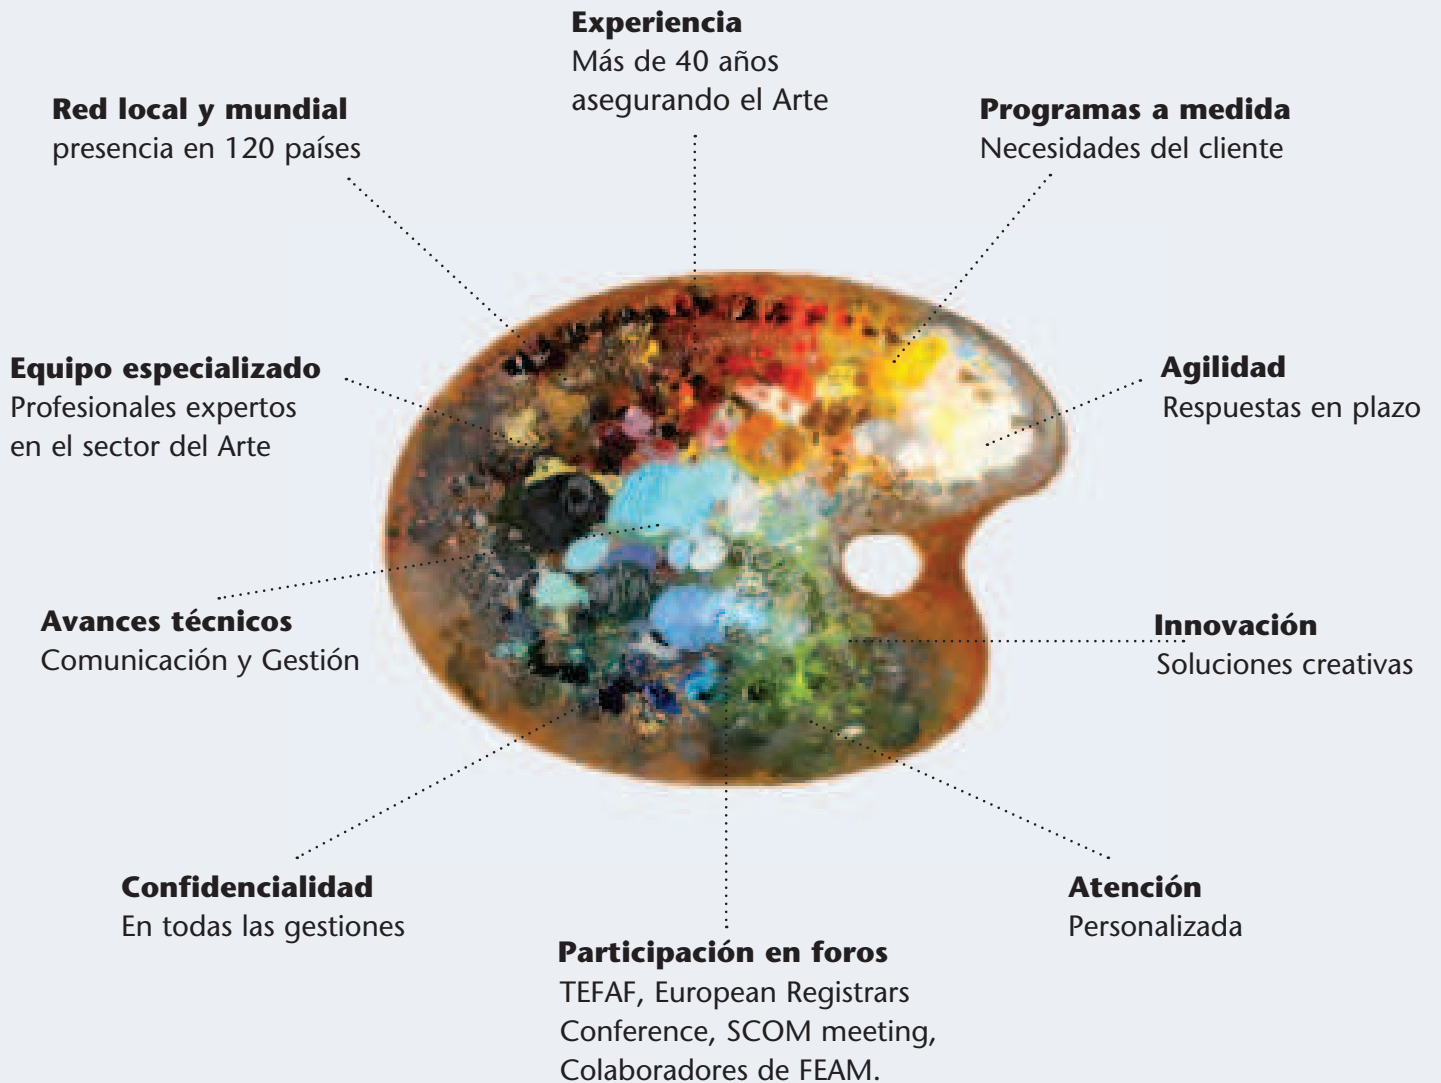 Experiencia
Más de 40 años
asegurando el Arte
Red local y mundial
presencia en 120 países
Programas a medida
Necesidades del cliente
Equipo especializado
Profesionales expertos
en el sector del Arte
Agilidad
Respuestas en plazo
Avances técnicos
Comunicación y Gestión
Innovación
Soluciones creativas
Confidencialidad
En todas las gestiones
Atención
Personalizada
Participación en foros
TEFAF, European Registrars
Conference, SCOM meeting,
Colaboradores de FEAM.